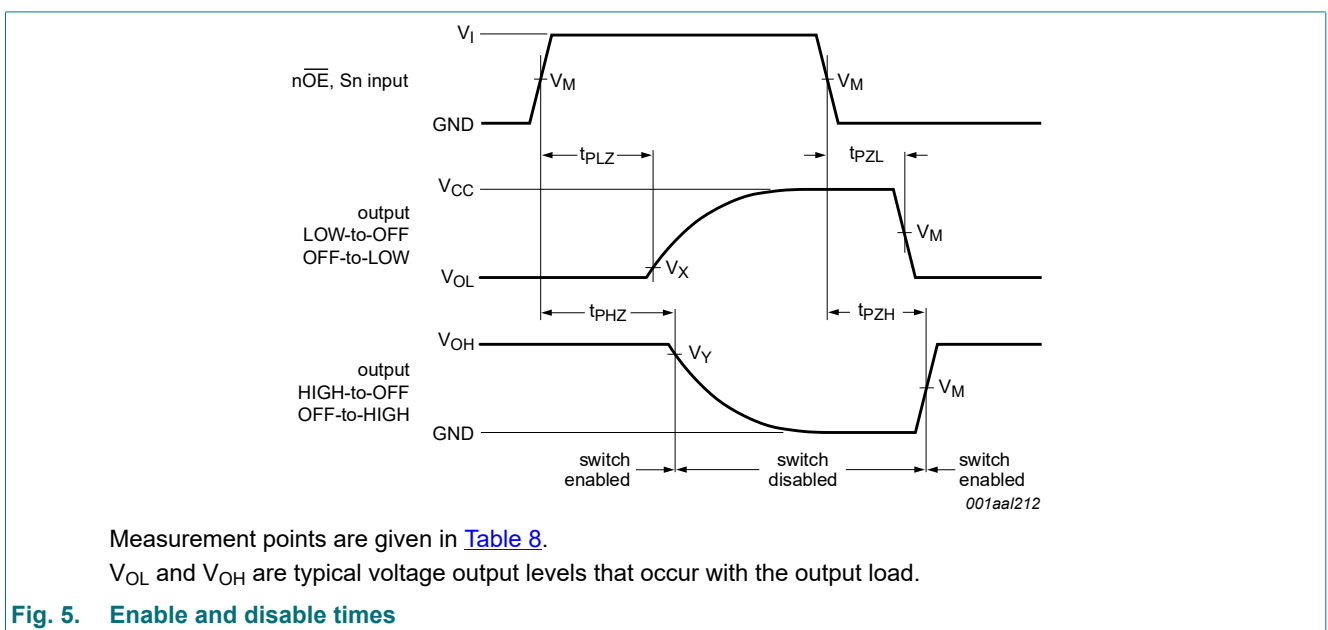 V_I
nOE, Sn input
V_M
V_M
GND
t_PLZ
t_PZL
V_CC
output
LOW-to-OFF
OFF-to-LOW
V_M
V_X
V_OL
t_PHZ
t_PZH
V_OH
V_Y
output
HIGH-to-OFF
OFF-to-HIGH
V_M
GND
switch
enabled
switch
disabled
switch
enabled
001aal212
Measurement points are given in Table 8.
V_OL and V_OH are typical voltage output levels that occur with the output load.
Fig. 5. Enable and disable times